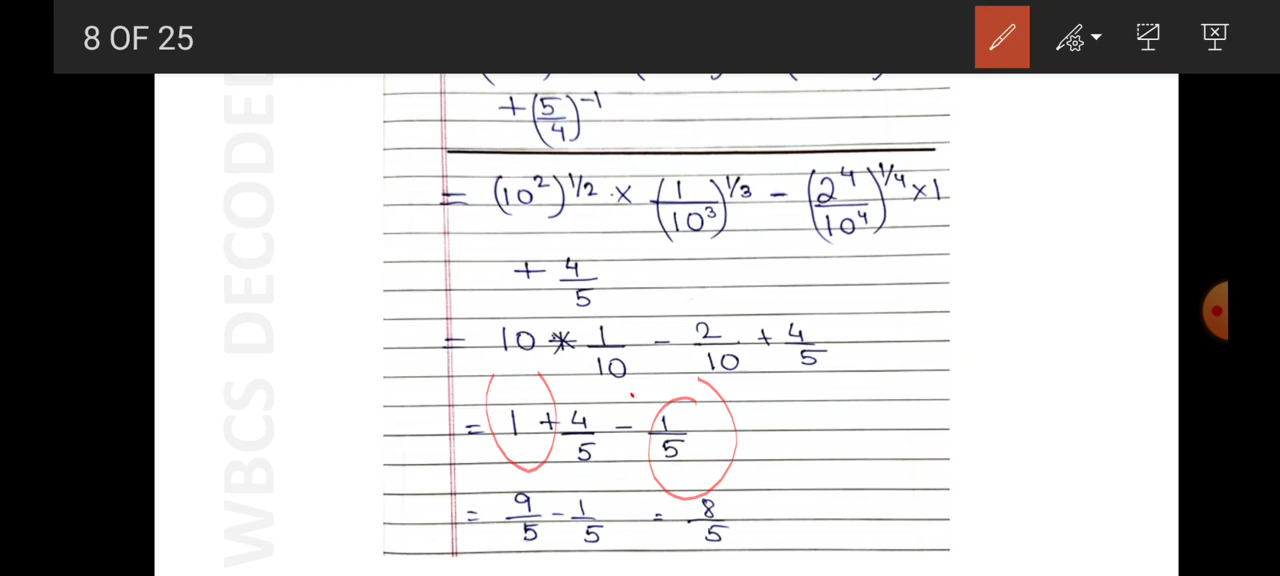 8 OF 25
WBCS DECODED
+(5/4)^-1
= (10^2)^1/2 × (1/10^3)^1/3 - (2^4/10^4)^1/4 × 1
+ 4/5
= 10 * 1/10 - 2/10 + 4/5
= 1 + 4/5 - 1/5
= 9/5 - 1/5 = 8/5